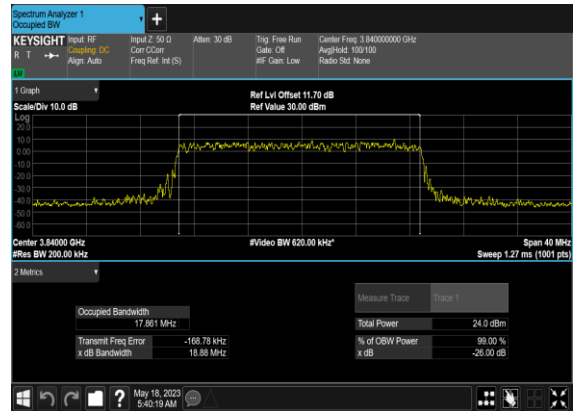 Spectrum Analyzer 1
Occupied BW
+
KEYSIGHT Input: RF Input Z: 50 Ω Atten: 30 dB Trig: Free Run Center Freq: 3.840000000 GHz
R T Coupling: DC Corr CCorr Gate: Off Avg|Hold: 100/100
Align: Auto Freq Ref: Int (S) #IF Gain: Low Radio Std: None
1 Graph
Ref Lvl Offset 11.70 dB
Scale/Div 10.0 dB Ref Value 30.00 dBm
Log
20.0
10.0
0.00
-10.0
-20.0
-30.0
-40.0
-50.0
-60.0
Center 3.84000 GHz #Video BW 620.00 kHz* Span 40 MHz
#Res BW 200.00 kHz Sweep 1.27 ms (1001 pts)
2 Metrics
Measure Trace Trace 1
Occupied Bandwidth
17.861 MHz
Total Power 24.0 dBm
Transmit Freq Error -168.78 kHz % of OBW Power 99.00 %
x dB Bandwidth 18.88 MHz x dB -26.00 dB
? May 18, 2023
5:40:19 AM